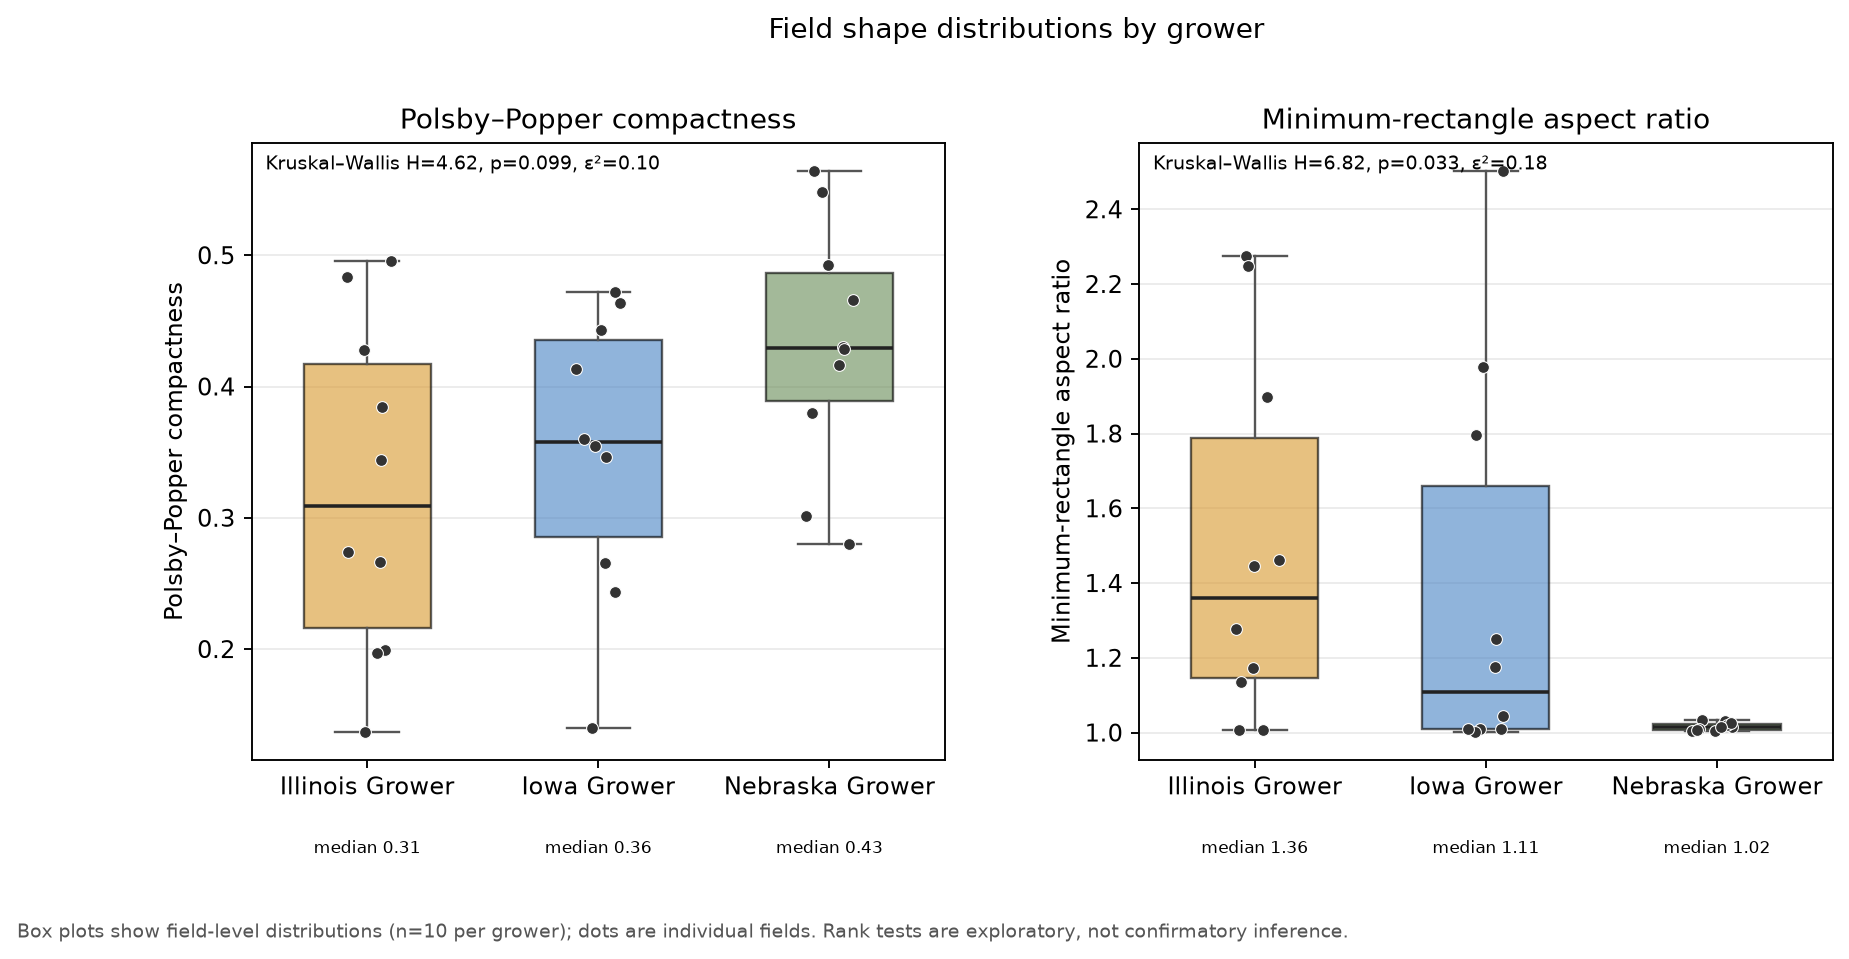 Field shape distributions by grower
Polsby–Popper compactness
Kruskal–Wallis H=4.62, p=0.099, ε²=0.10
Polsby–Popper compactness
0.5
0.4
0.3
0.2
Illinois Grower
Iowa Grower
Nebraska Grower
median 0.31
median 0.36
median 0.43
Minimum-rectangle aspect ratio
Kruskal–Wallis H=6.82, p=0.033, ε²=0.18
Minimum-rectangle aspect ratio
2.4
2.2
2.0
1.8
1.6
1.4
1.2
1.0
Illinois Grower
Iowa Grower
Nebraska Grower
median 1.36
median 1.11
median 1.02
Box plots show field-level distributions (n=10 per grower); dots are individual fields. Rank tests are exploratory, not confirmatory inference.